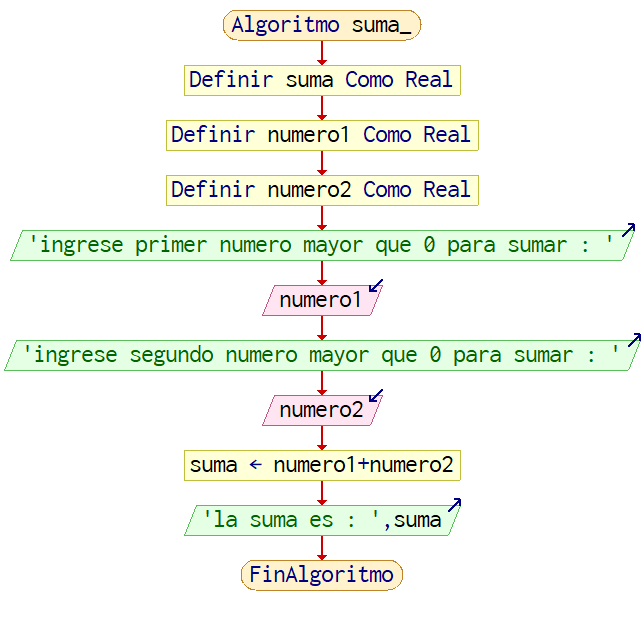 Algoritmo suma_
Definir suma Como Real
Definir numero1 Como Real
Definir numero2 Como Real
'ingrese primer numero mayor que 0 para sumar : '
numero1
'ingrese segundo numero mayor que 0 para sumar : '
numero2
suma ← numero1+numero2
'la suma es : ',suma
FinAlgoritmo